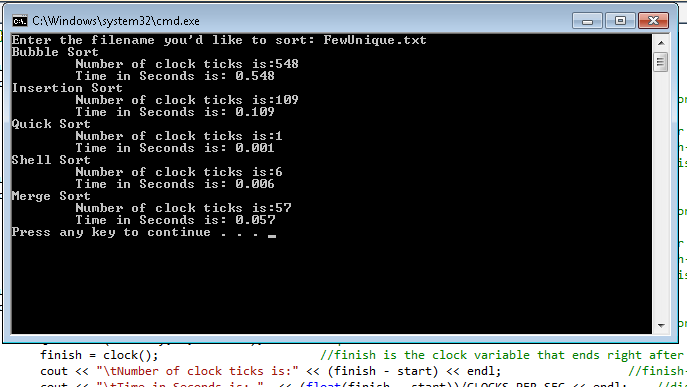 C:\Windows\system32\cmd.exe
Enter the filename you'd like to sort: FewUnique.txt
Bubble Sort
Number of clock ticks is:548
Time in Seconds is: 0.548
Insertion Sort
Number of clock ticks is:109
Time in Seconds is: 0.109
Quick Sort
Number of clock ticks is:1
Time in Seconds is: 0.001
Shell Sort
Number of clock ticks is:6
Time in Seconds is: 0.006
Merge Sort
Number of clock ticks is:57
Time in Seconds is: 0.057
Press any key to continue . . . _
finish = clock(); //finish is the clock variable that ends right after
cout << "\tNumber of clock ticks is:" << (finish - start) << endl; //finish-
cout << "\tTime in Seconds is: " << (float(finish - start))/CLOCKS_PER_SEC << endl;